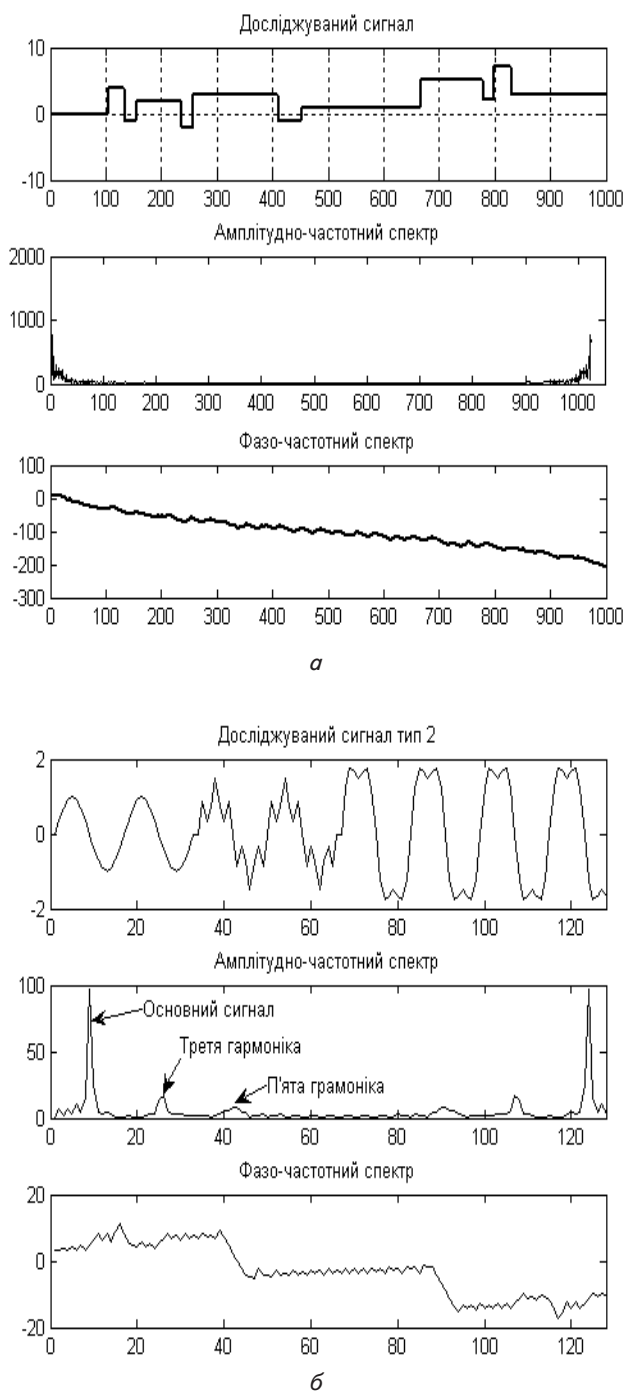 Досліджуваний сигнал
10
0
-10
0 100 200 300 400 500 600 700 800 900 1000
Амплітудно-частотний спектр
2000
1000
0
0 100 200 300 400 500 600 700 800 900 1000
Фазо-частотний спектр
100
0
-100
-200
-300
0 100 200 300 400 500 600 700 800 900 1000
а
Досліджуваний сигнал тип 2
2
0
-2
0 20 40 60 80 100 120
Амплітудно-частотний спектр
100
50
0
Основний сигнал
Третя гармоніка
П'ята грамоніка
0 20 40 60 80 100 120
Фазо-частотний спектр
20
0
-20
0 20 40 60 80 100 120
б